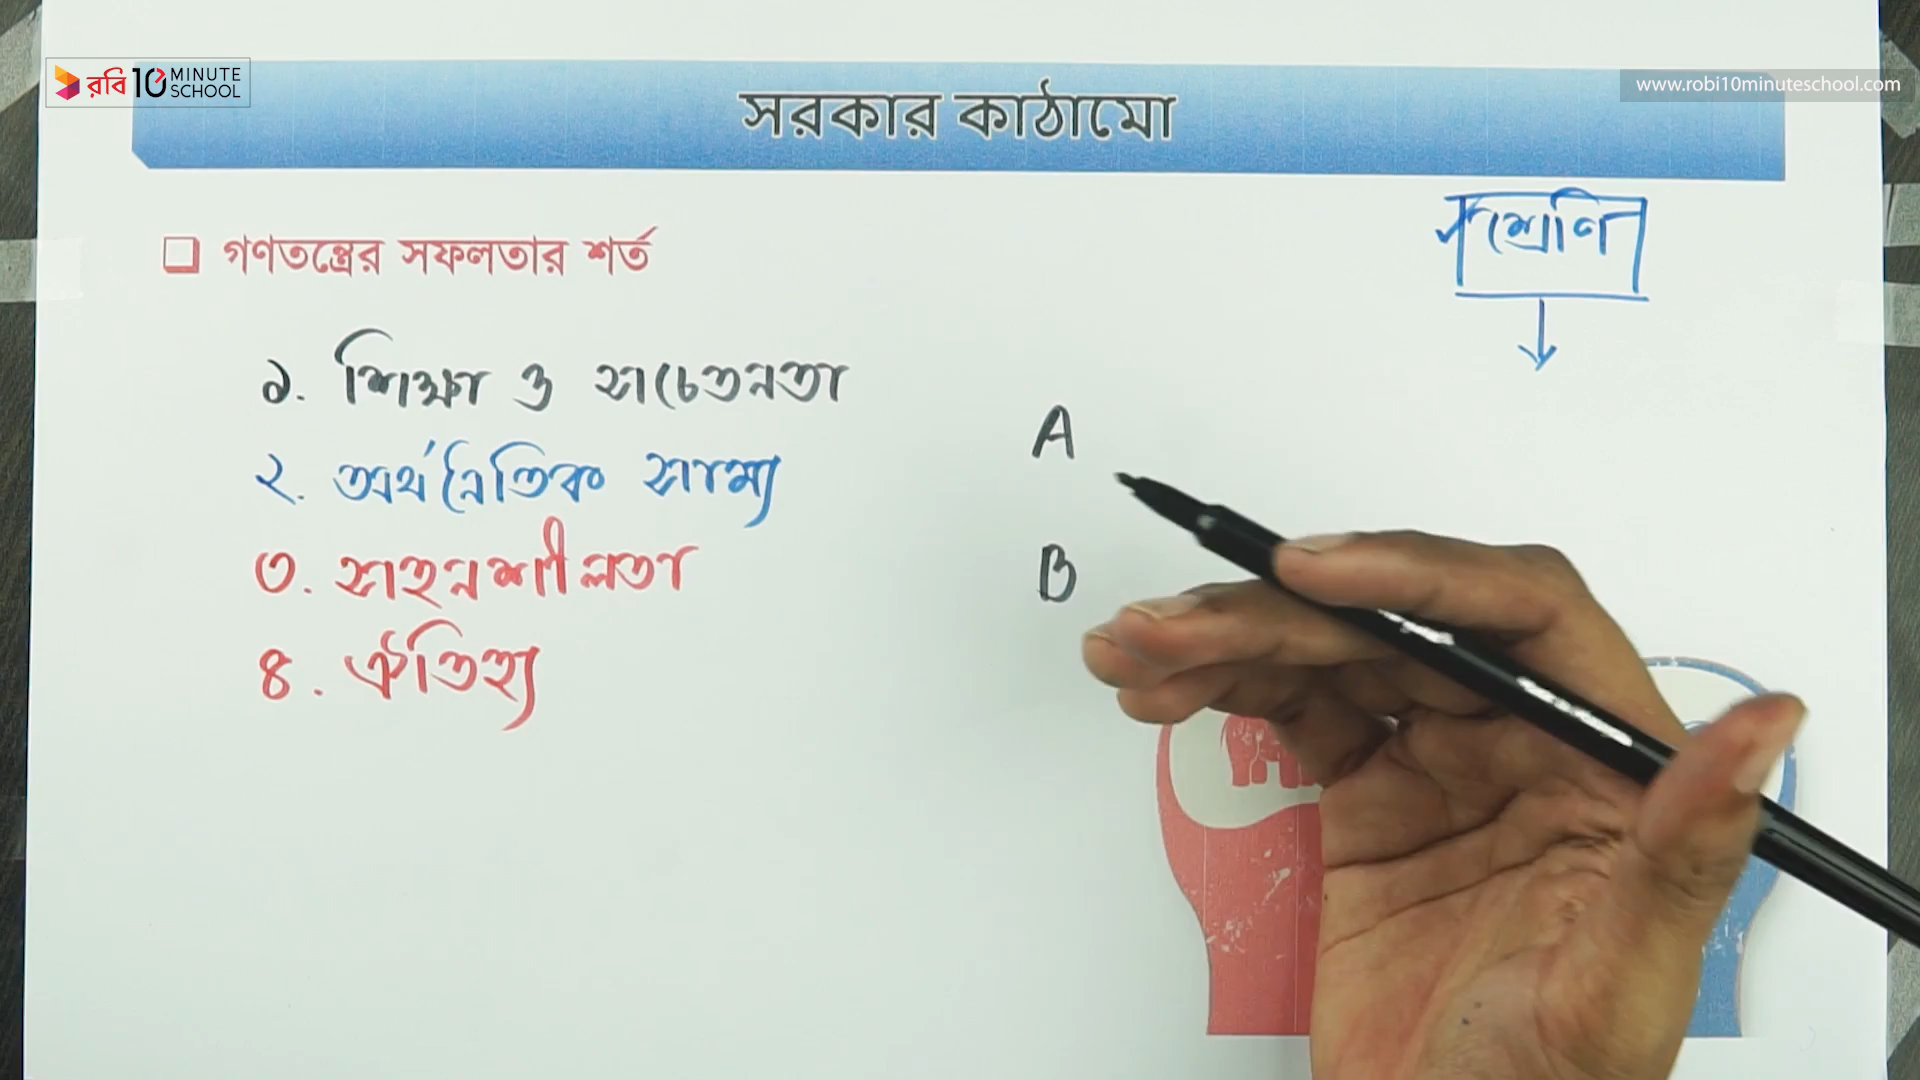 রবি 10 MINUTE SCHOOL
www.robi10minuteschool.com
সরকার কাঠামো
গণতন্ত্রের সফলতার শর্ত
শ্রেণি
১. শিক্ষা ও সচেতনতা
A
২. অর্থনৈতিক সাম্য
৩. সহনশীলতা
B
৪. ঐতিহ্য